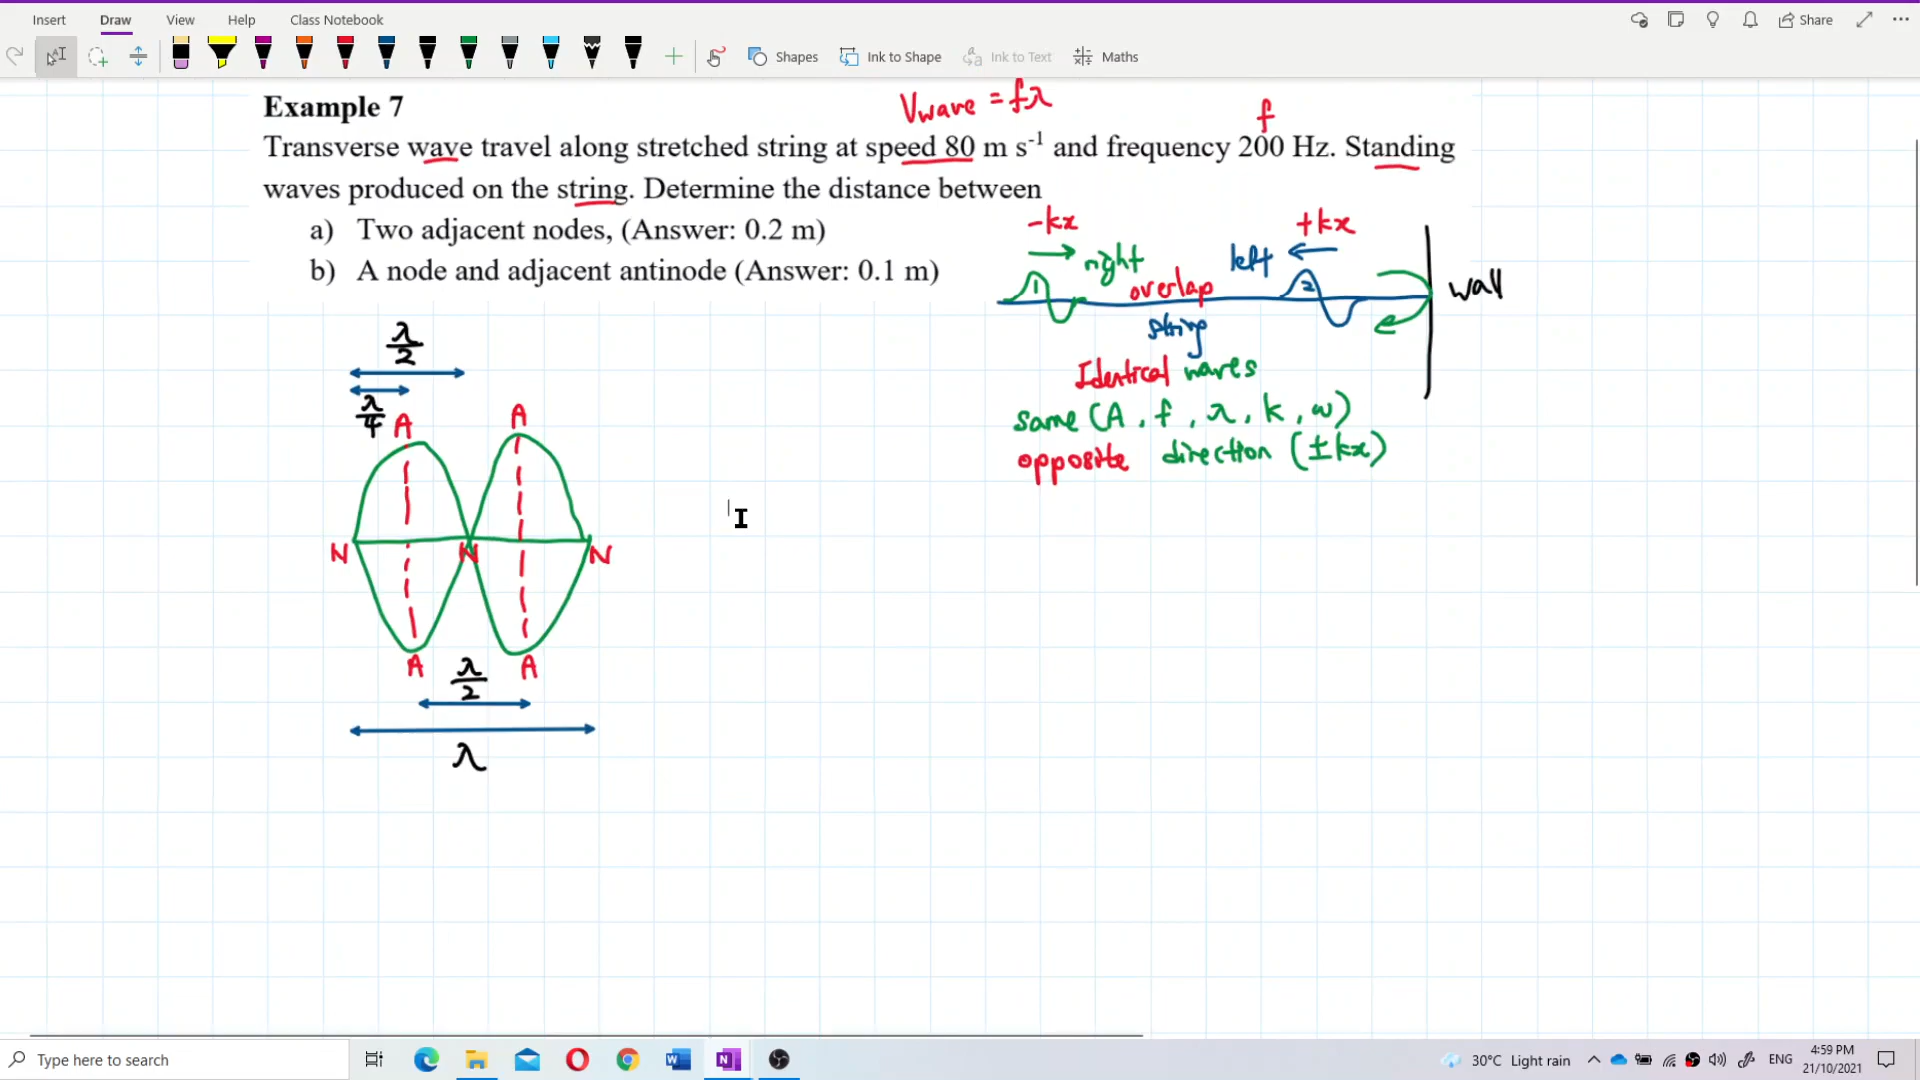 Insert Draw View Help Class Notebook Share
Shapes Ink to Shape Ink to Text Maths
Example 7
Vwave = fλ
f
Transverse wave travel along stretched string at speed 80 m s⁻¹ and frequency 200 Hz. Standing
waves produced on the string. Determine the distance between
a) Two adjacent nodes, (Answer: 0.2 m)
b) A node and adjacent antinode (Answer: 0.1 m)
-kx +kx
right left
1 overlap 2 wall
string
Identical waves
same (A, f, λ, k, ω)
opposite direction (±kx)
λ/2
λ/4
A A
N N N
A A
λ/2
λ
Type here to search
30°C Light rain ENG 4:59 PM
21/10/2021